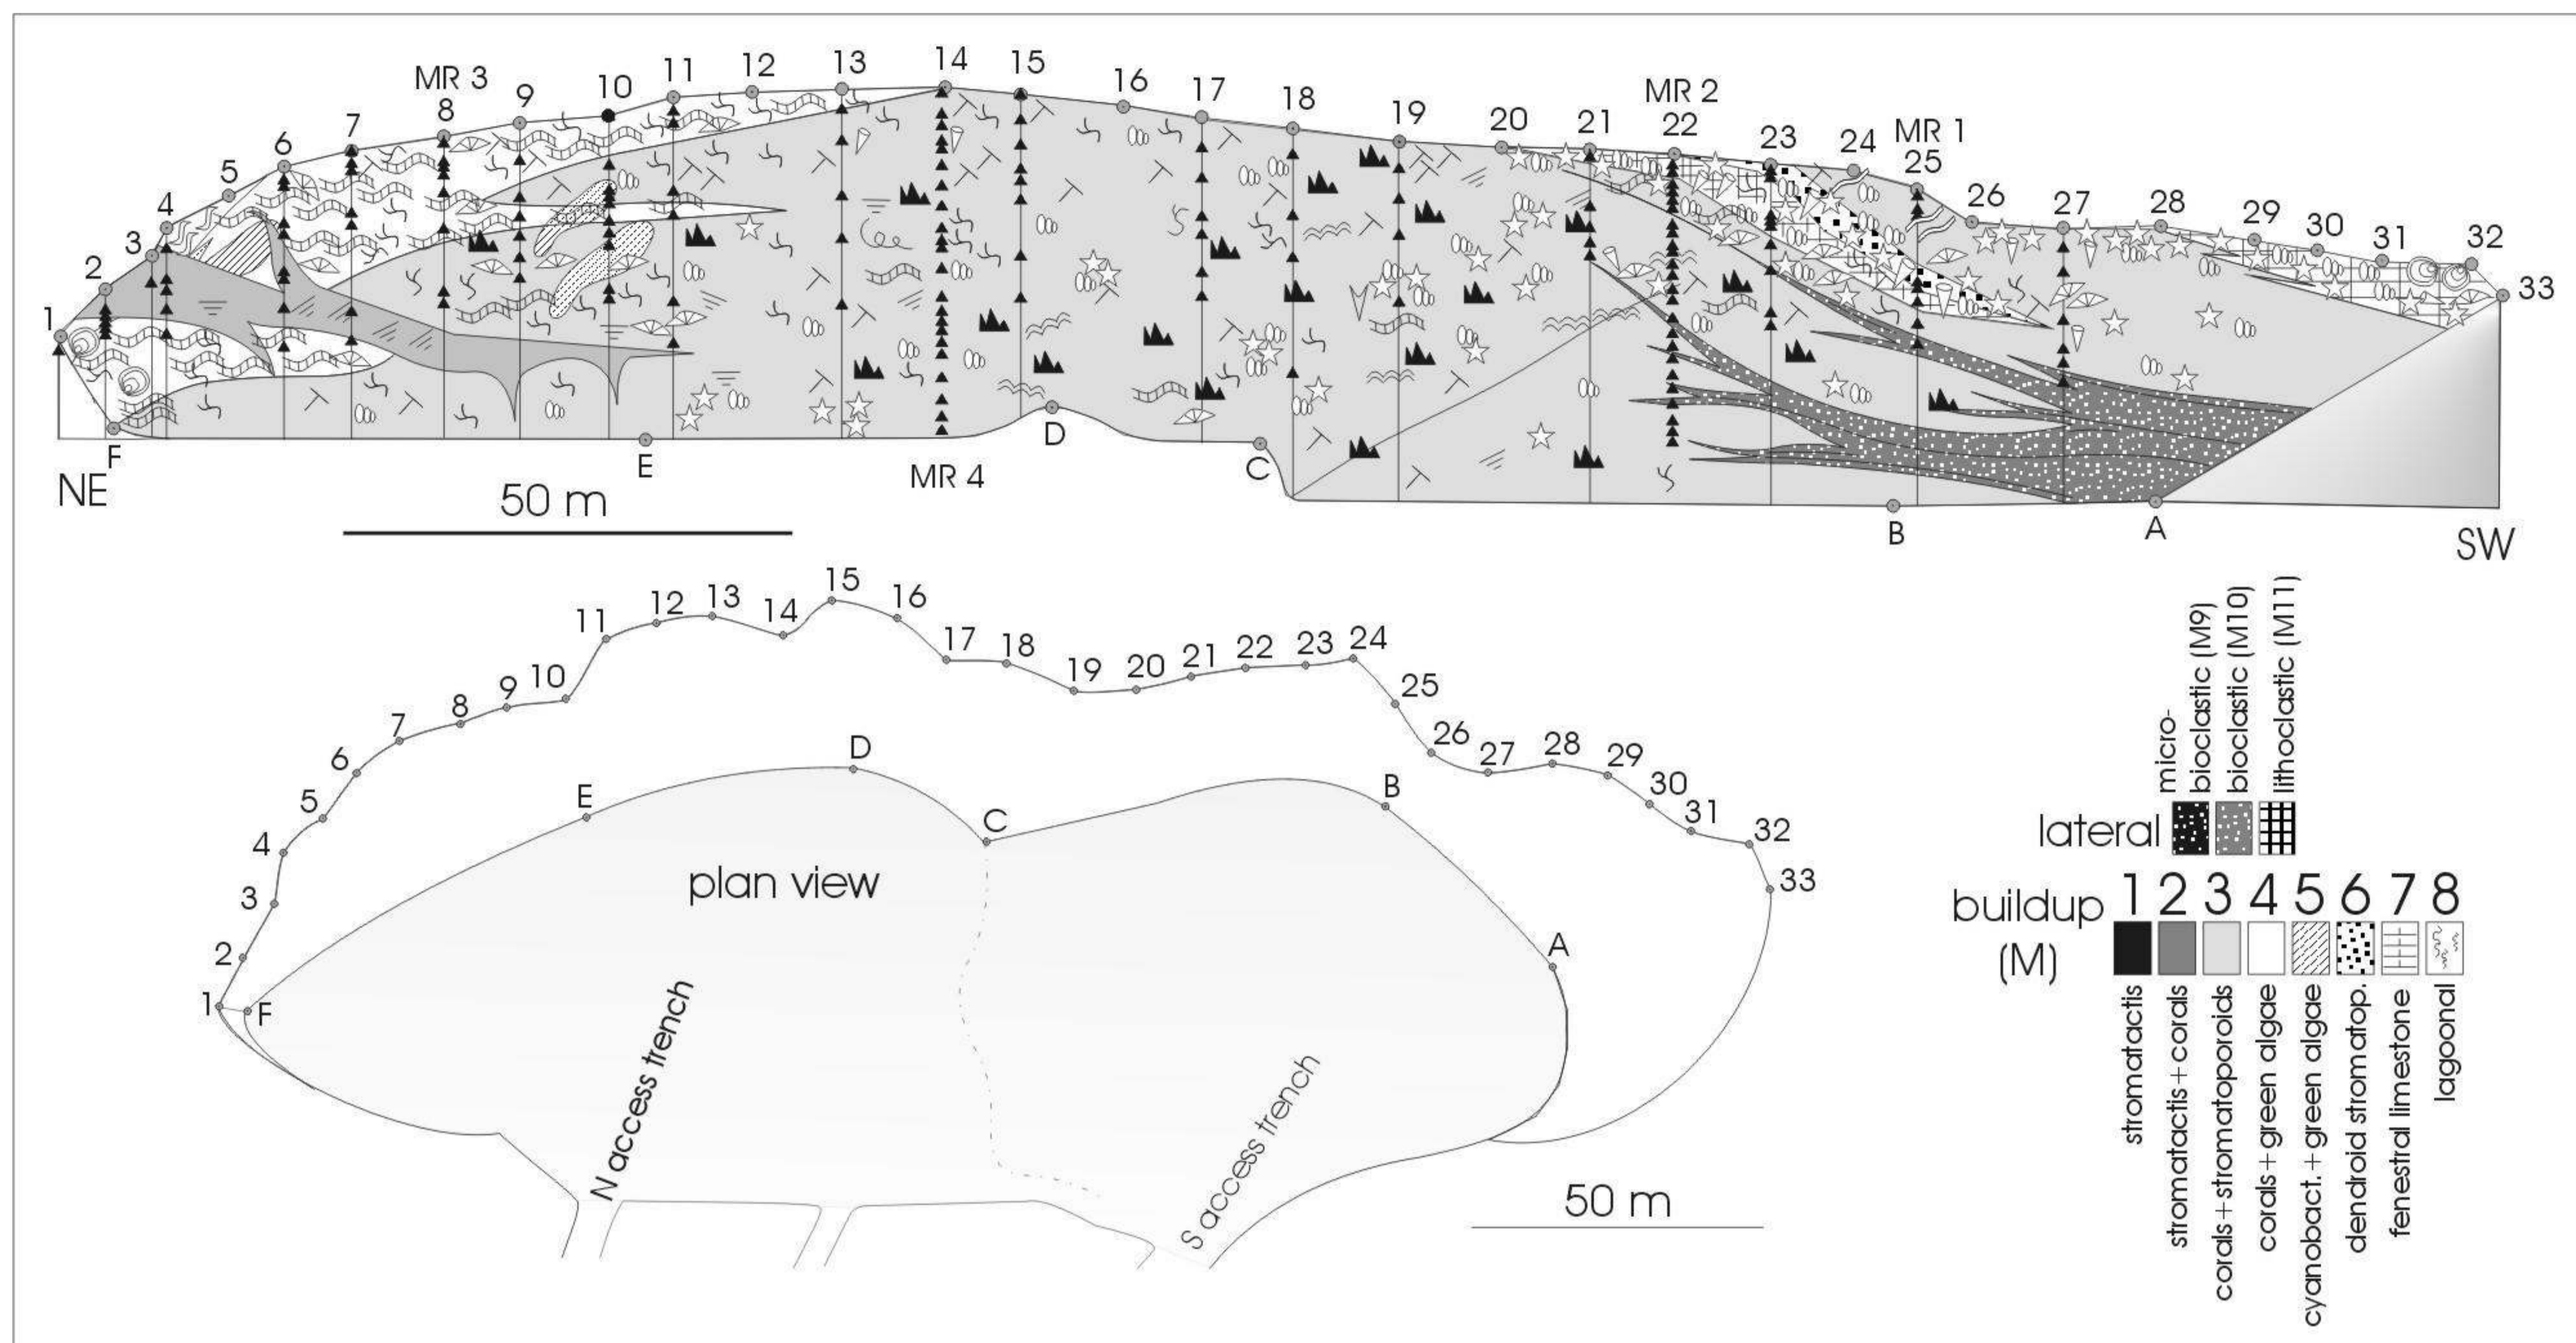 MR 3
MR 2
MR 1
1 2 3 4 5 6 7 8 9 10 11 12 13 14 15 16 17 18 19 20 21 22 23 24 25 26 27 28 29 30 31 32 33
F E D C B A
NE
MR 4
SW
50 m
1 2 3 4 5 6 7 8 9 10 11 12 13 14 15 16 17 18 19 20 21 22 23 24 25 26 27 28 29 30 31 32 33
F E D C B A
plan view
N access trench
S access trench
50 m
micro-
bioclastic (M9)
bioclastic (M10)
lithoclastic (M11)
lateral
buildup
(M)
1 2 3 4 5 6 7 8
stromatactis
stromatactis+corals
corals+stromatoporoids
corals+green algae
cyanobact.+green algae
dendroid stromatop.
fenestral limestone
lagoonal